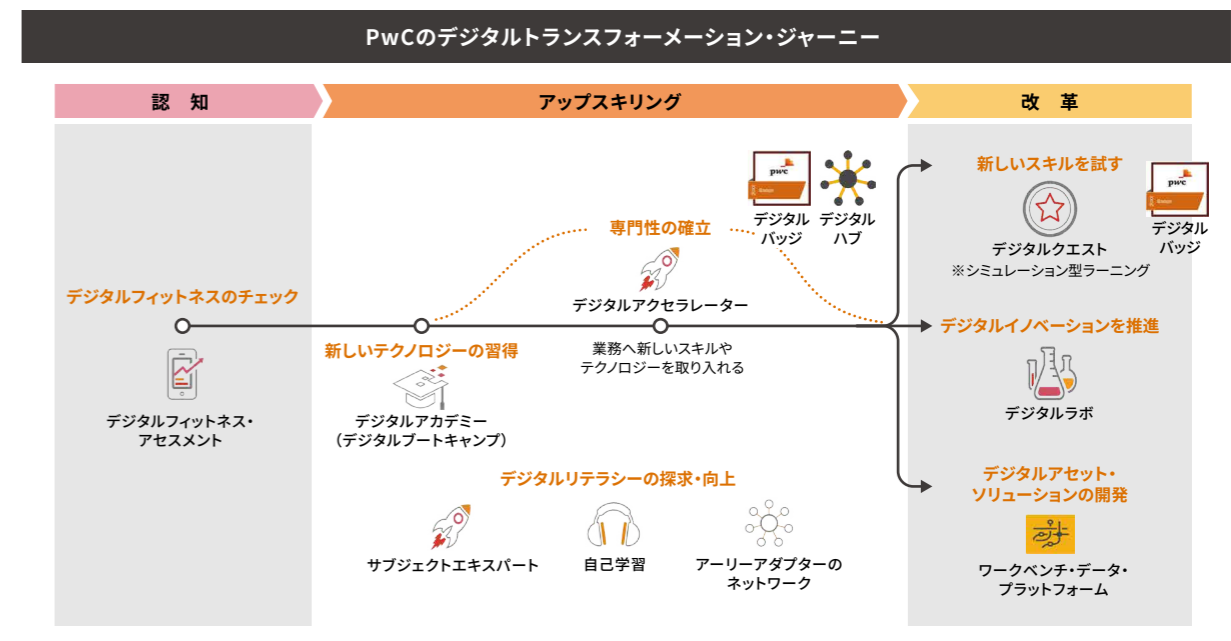 PwCのデジタルトランスフォーメーション・ジャーニー
認 知
アップスキリング
改 革
デジタルフィットネスのチェック
デジタルフィットネス・
アセスメント
新しいテクノロジーの習得
デジタルアカデミー
（デジタルブートキャンプ）
専門性の確立
デジタルアクセラレーター
業務へ新しいスキルや
テクノロジーを取り入れる
pwc
デジタル
バッジ
デジタル
ハブ
デジタルリテラシーの探求・向上
サブジェクトエキスパート
自己学習
アーリーアダプターの
ネットワーク
新しいスキルを試す
デジタルクエスト
※シミュレーション型ラーニング
pwc
デジタル
バッジ
デジタルイノベーションを推進
デジタルラボ
デジタルアセット・
ソリューションの開発
ワークベンチ・データ・
プラットフォーム